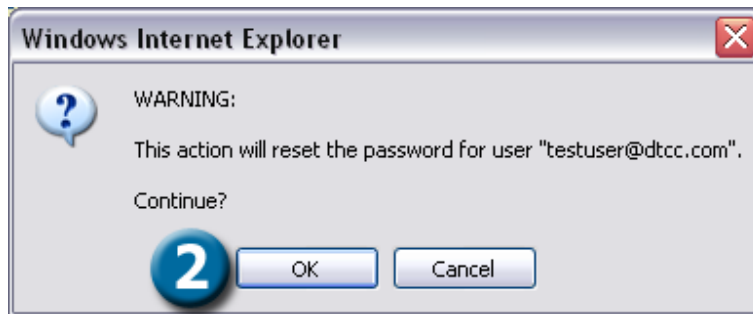 Windows Internet Explorer
WARNING:
This action will reset the password for user "testuser@dtcc.com".
Continue?
2 OK Cancel